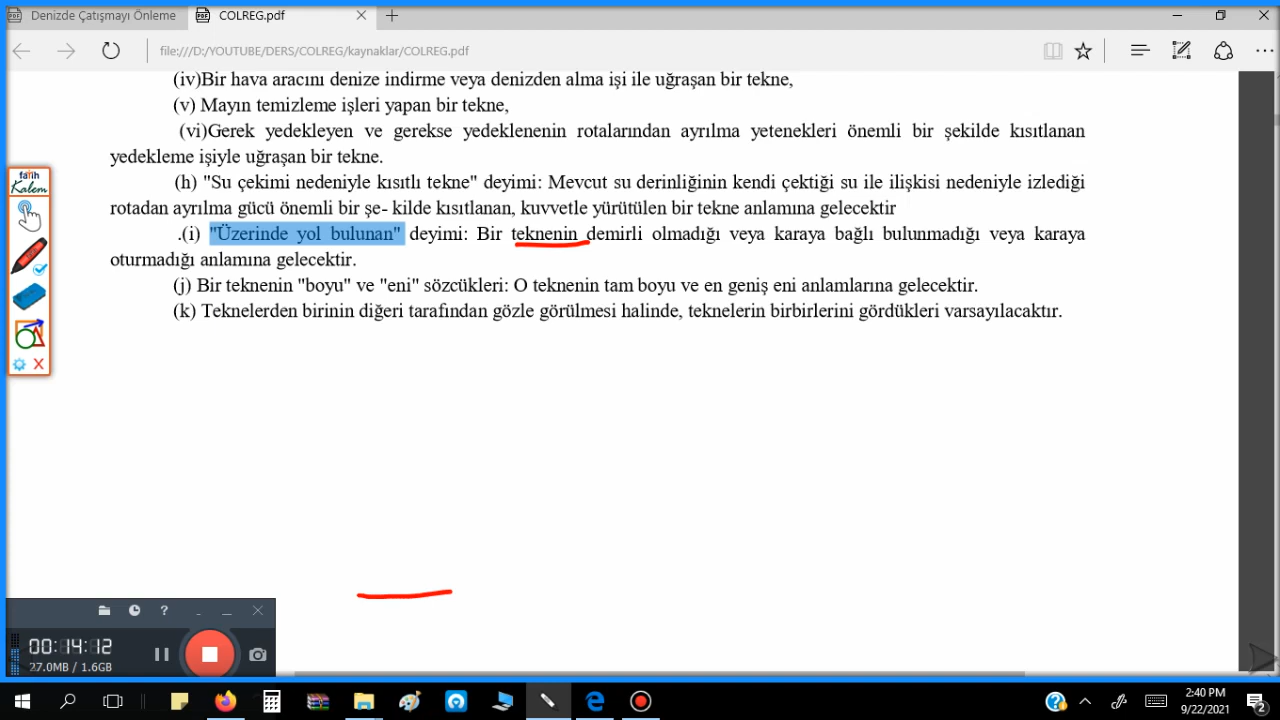 Denizde Çatışmayı Önleme
COLREG.pdf
file:///D:/YOUTUBE/DERS/COLREG/kaynaklar/COLREG.pdf
(iv)Bir hava aracını denize indirme veya denizden alma işi ile uğraşan bir tekne,
(v) Mayın temizleme işleri yapan bir tekne,
(vi)Gerek yedekleyen ve gerekse yedeklenenin rotalarından ayrılma yetenekleri önemli bir şekilde kısıtlanan
yedekleme işiyle uğraşan bir tekne.
(h) "Su çekimi nedeniyle kısıtlı tekne" deyimi: Mevcut su derinliğinin kendi çektiği su ile ilişkisi nedeniyle izlediği
rotadan ayrılma gücü önemli bir şe- kilde kısıtlanan, kuvvetle yürütülen bir tekne anlamına gelecektir
.(i) "Üzerinde yol bulunan" deyimi: Bir teknenin demirli olmadığı veya karaya bağlı bulunmadığı veya karaya
oturmadığı anlamına gelecektir.
(j) Bir teknenin "boyu" ve "eni" sözcükleri: O teknenin tam boyu ve en geniş eni anlamlarına gelecektir.
(k) Teknelerden birinin diğeri tarafından gözle görülmesi halinde, teknelerin birbirlerini gördükleri varsayılacaktır.
fatih
Kalem
X
?
00:14:12
27.0MB / 1.6GB
2:40 PM
9/22/2021
2